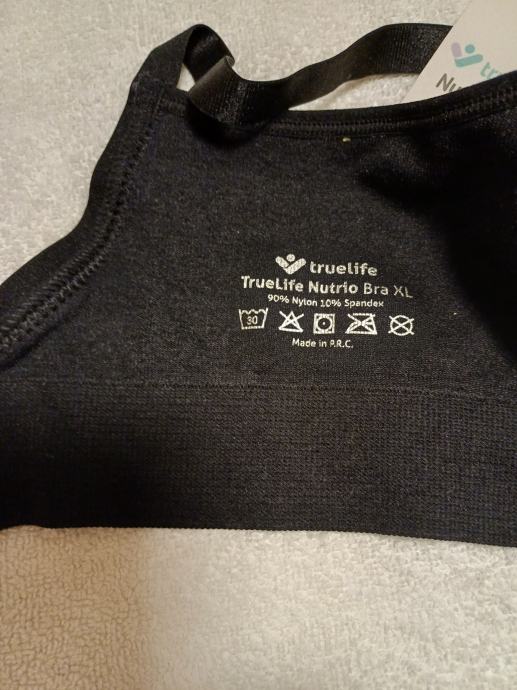 truelife
TrueLife Nutrio Bra XL
90% Nylon 10% Spandex
30
Made in P.R.C.